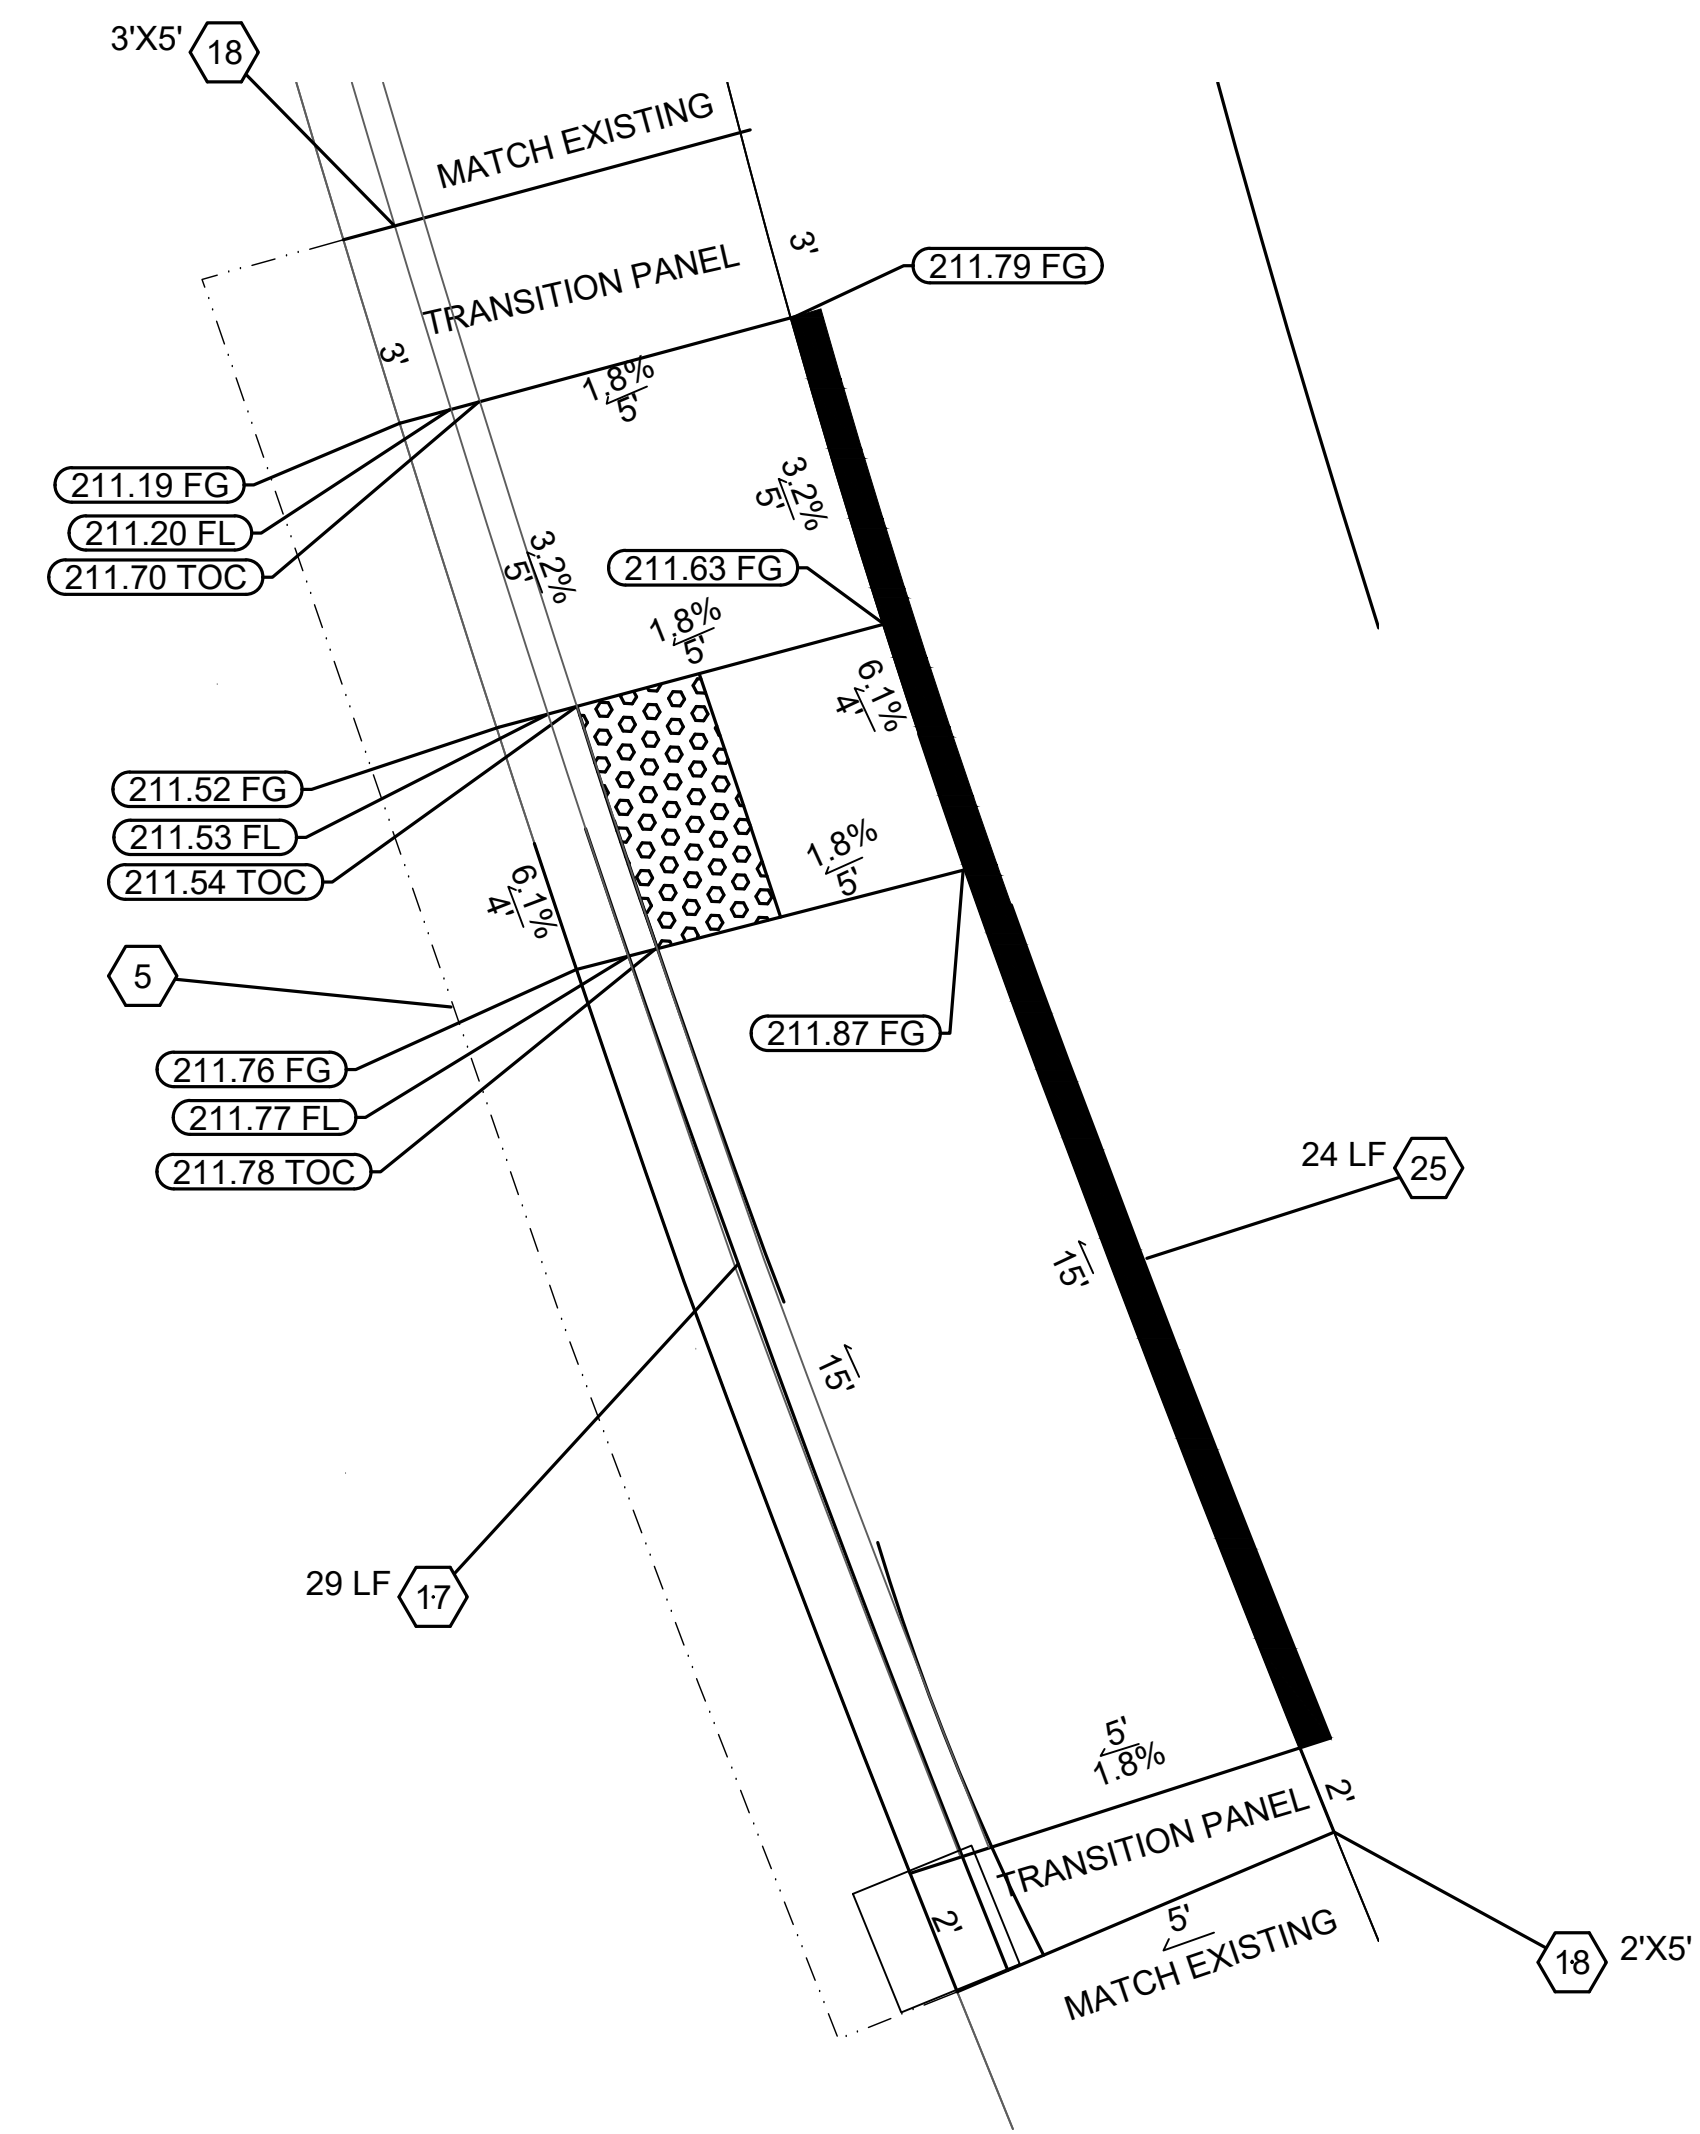 3'X5'
18
MATCH EXISTING
3'
TRANSITION PANEL
211.79 FG
3'
1.8%
5'
211.19 FG
211.20 FL
211.70 TOC
3.2%
5'
3.2%
5'
211.63 FG
1.8%
5'
6.1%
4'
211.52 FG
211.53 FL
211.54 TOC
1.8%
5'
6.1%
4'
5
211.87 FG
211.76 FG
211.77 FL
211.78 TOC
24 LF
25
15'
15'
29 LF
17
5'
1.8%
2'
TRANSITION PANEL
2'
5'
MATCH EXISTING
18
2'X5'